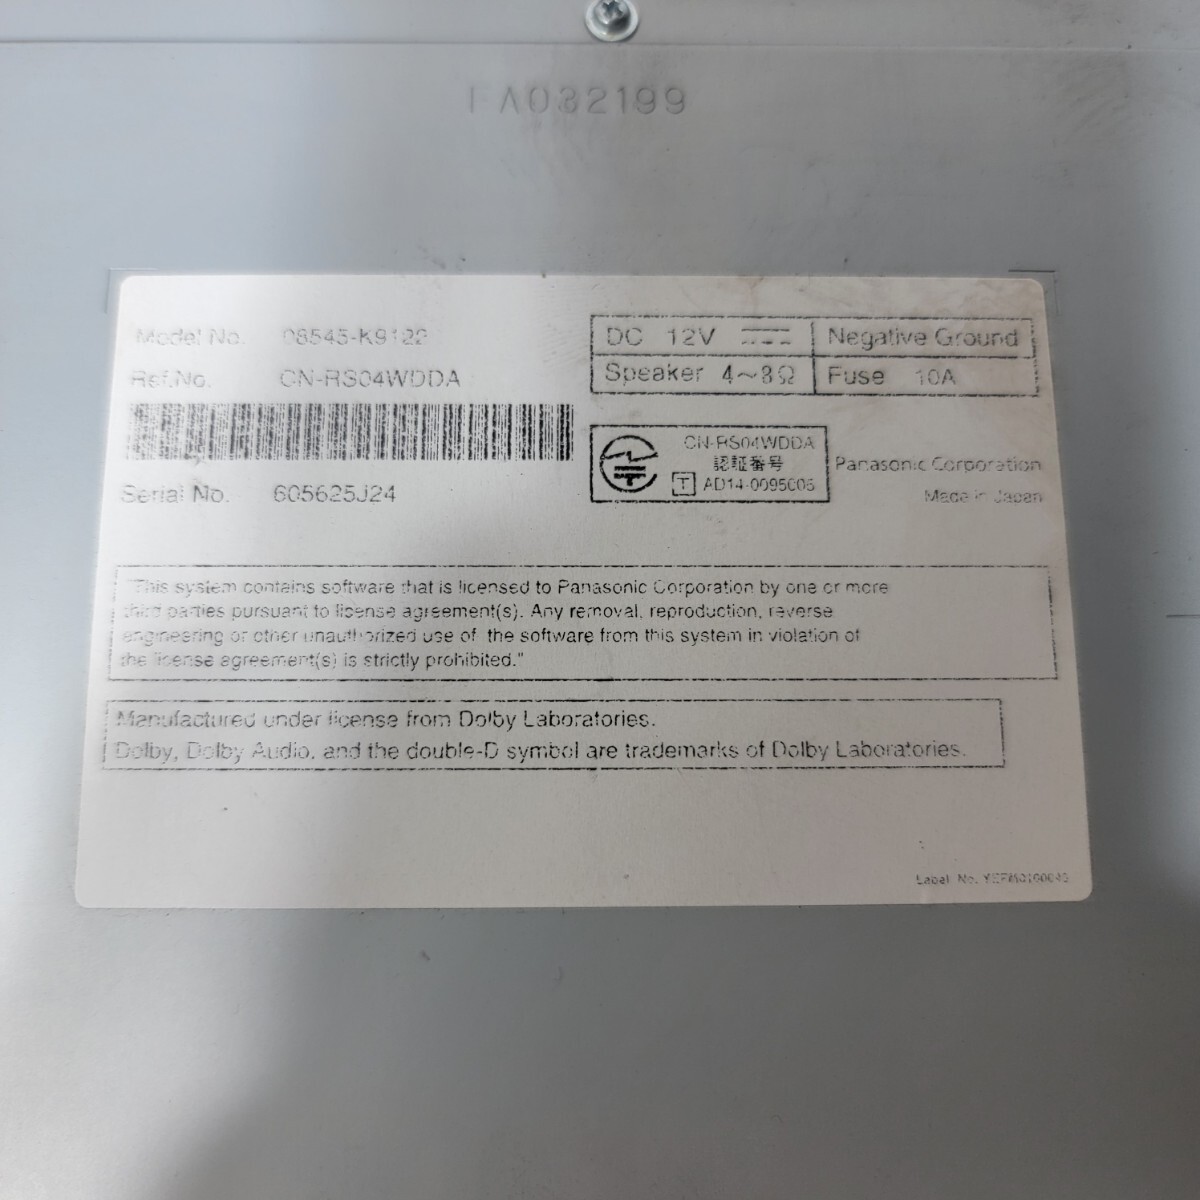 032199
Model No. 08545-K9122
Ref.No. CN-RS04WDDA
Serial No. 605625J24
DC 12V
Negative Ground
Speaker 4～8Ω
Fuse 10A
CN-RS04WDDA
認証番号
T AD14-0095006
Panasonic Corporation
Made in Japan
"This system contains software that is licensed to Panasonic Corporation by one or more
third parties pursuant to license agreement(s). Any removal, reproduction, reverse
engineering or other unauthorized use of the software from this system in violation of
the license agreement(s) is strictly prohibited."
Manufactured under license from Dolby Laboratories.
Dolby, Dolby Audio, and the double-D symbol are trademarks of Dolby Laboratories.
Label No.